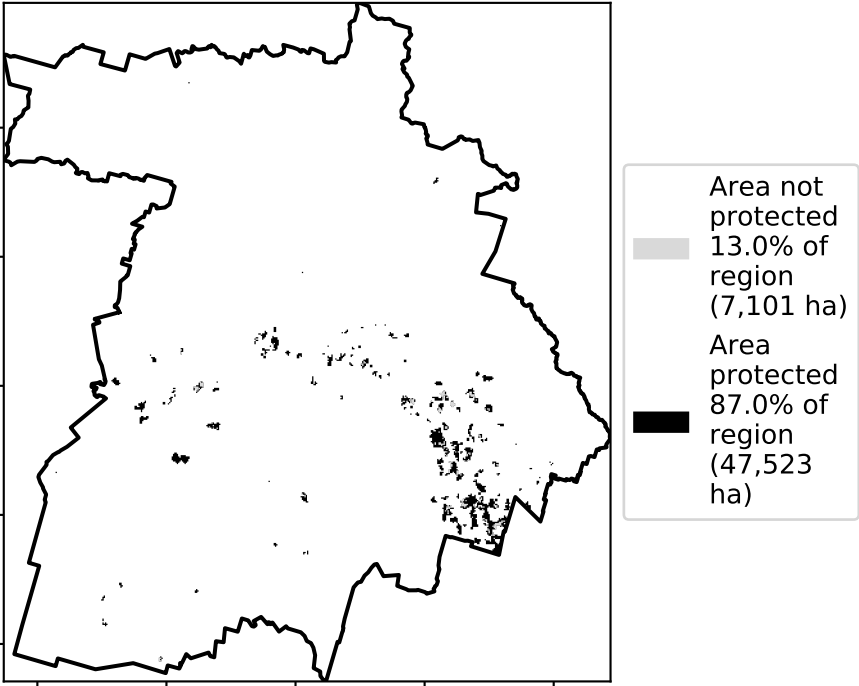 Area not
protected
13.0% of
region
(7,101 ha)
Area
protected
87.0% of
region
(47,523
ha)